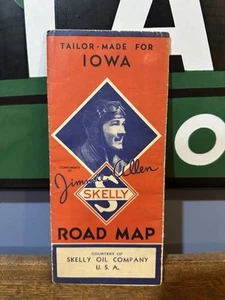 TAILOR-MADE FOR
IOWA
Jimmie Allen
SKELLY
S
ROAD MAP
COURTESY OF
SKELLY OIL COMPANY
U. S. A.